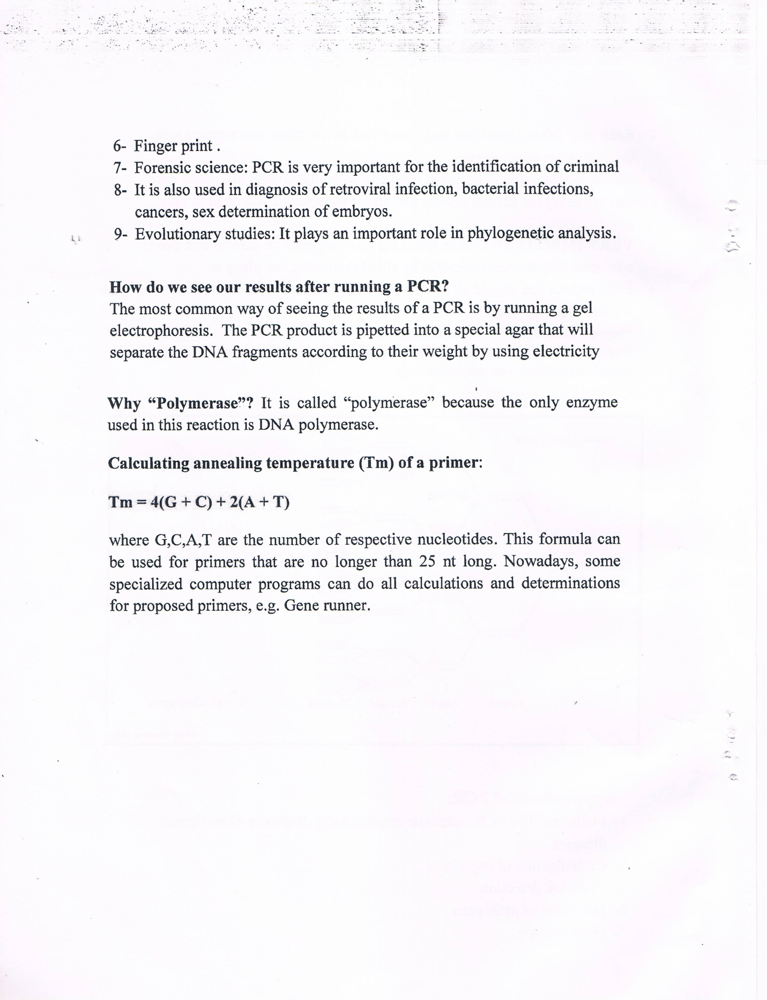 6- Finger print .
7- Forensic science: PCR is very important for the identification of criminal
8- It is also used in diagnosis of retroviral infection, bacterial infections,
cancers, sex determination of embryos.
9- Evolutionary studies: It plays an important role in phylogenetic analysis.
How do we see our results after running a PCR?
The most common way of seeing the results of a PCR is by running a gel
electrophoresis. The PCR product is pipetted into a special agar that will
separate the DNA fragments according to their weight by using electricity
Why “Polymerase”? It is called “polymerase” because the only enzyme
used in this reaction is DNA polymerase.
Calculating annealing temperature (Tm) of a primer:
Tm = 4(G + C) + 2(A + T)
where G,C,A,T are the number of respective nucleotides. This formula can
be used for primers that are no longer than 25 nt long. Nowadays, some
specialized computer programs can do all calculations and determinations
for proposed primers, e.g. Gene runner.